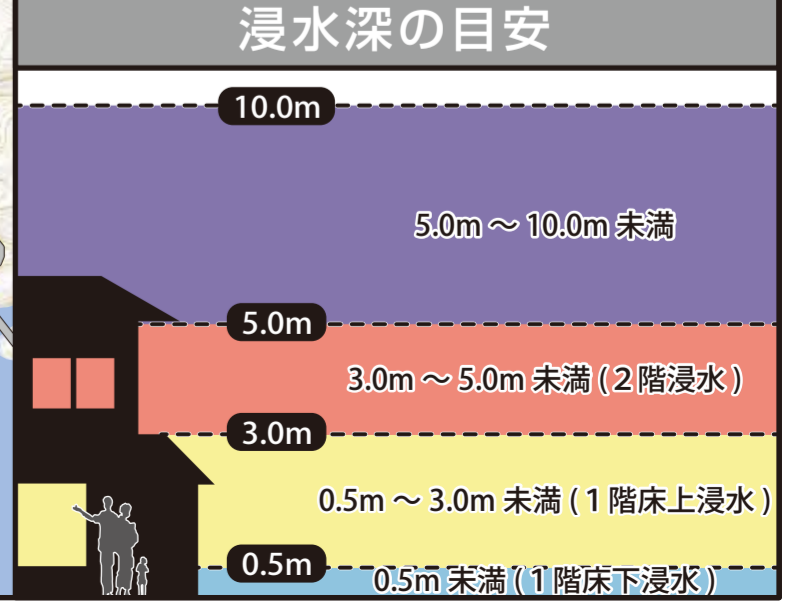 浸水深の目安
10.0m
5.0m ～ 10.0m 未満
5.0m
3.0m ～ 5.0m 未満 (２階浸水)
3.0m
0.5m ～ 3.0m 未満 (１階床上浸水)
0.5m
0.5m 未満 (１階床下浸水)